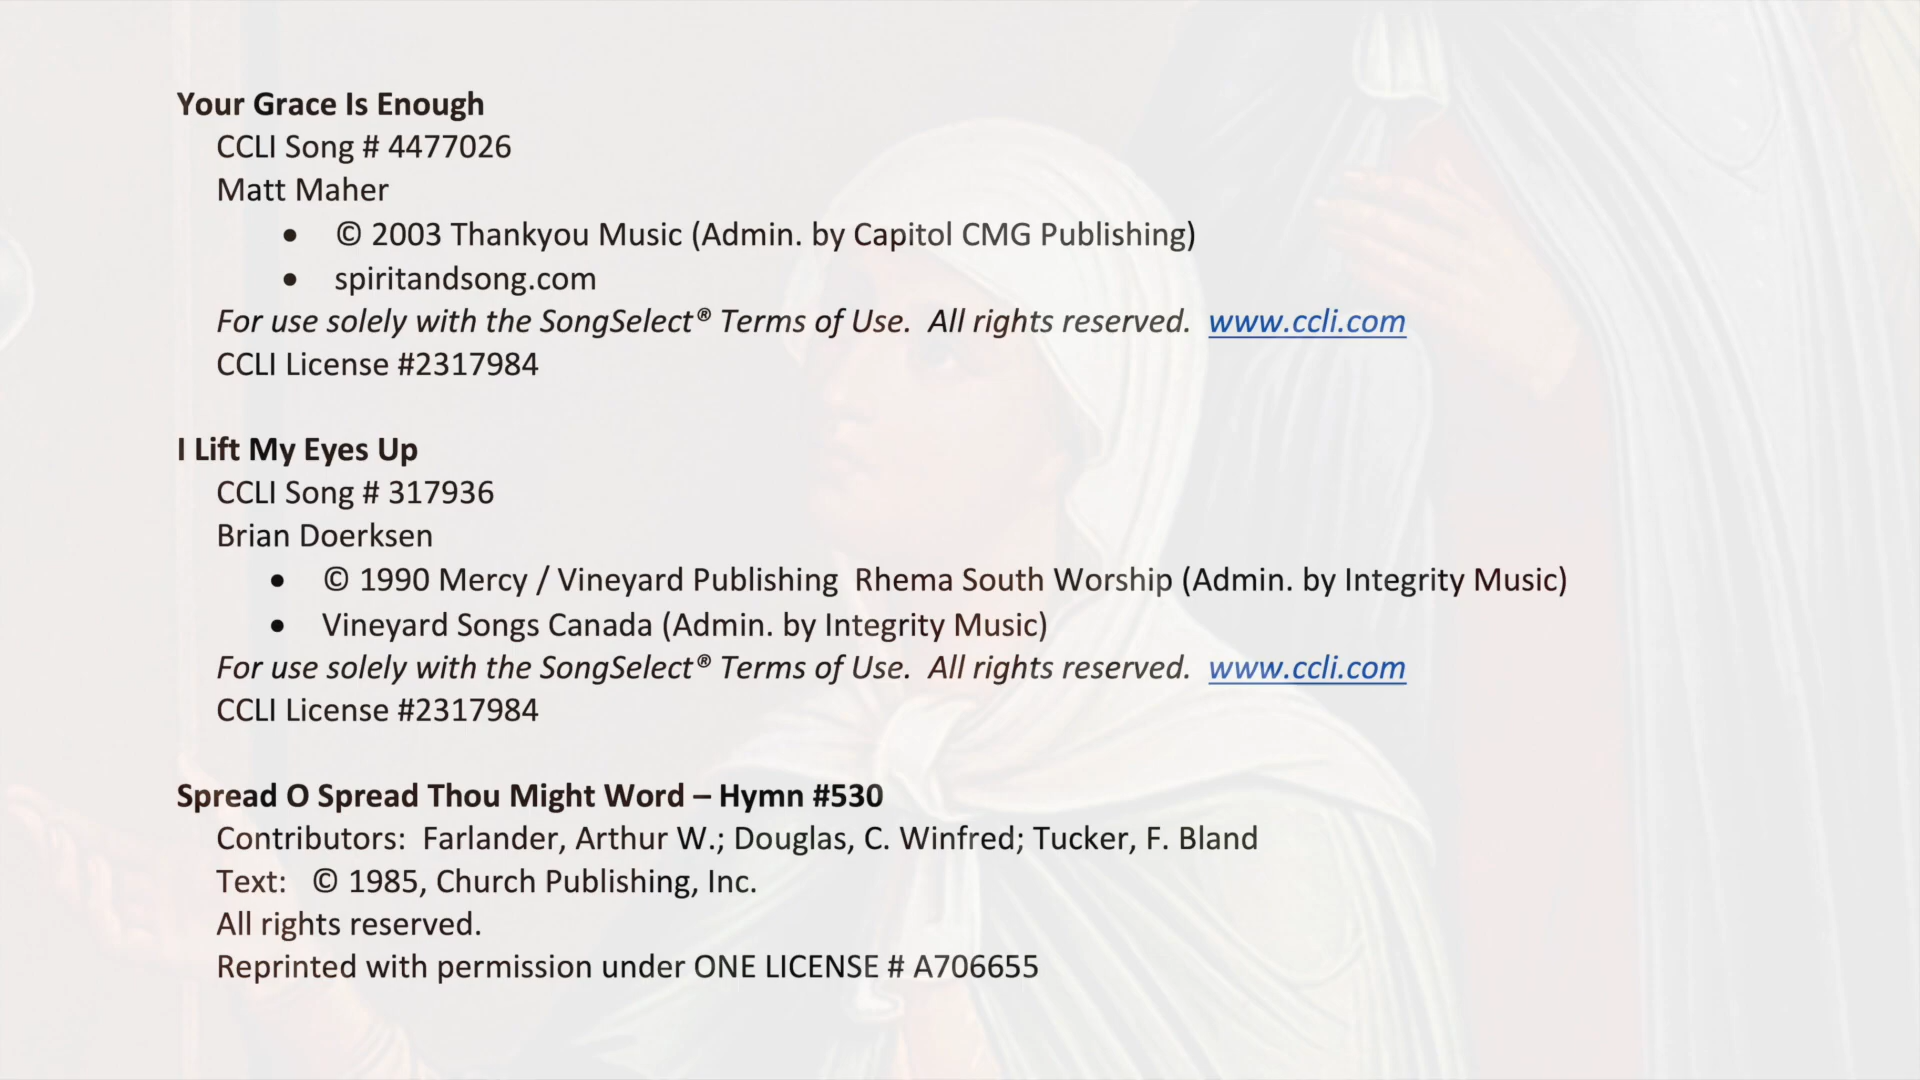 Your Grace Is Enough
CCLI Song # 4477026
Matt Maher
• © 2003 Thankyou Music (Admin. by Capitol CMG Publishing)
• spiritandsong.com
For use solely with the SongSelect® Terms of Use.  All rights reserved.  www.ccli.com
CCLI License #2317984
I Lift My Eyes Up
CCLI Song # 317936
Brian Doerksen
• © 1990 Mercy / Vineyard Publishing  Rhema South Worship (Admin. by Integrity Music)
• Vineyard Songs Canada (Admin. by Integrity Music)
For use solely with the SongSelect® Terms of Use.  All rights reserved.  www.ccli.com
CCLI License #2317984
Spread O Spread Thou Might Word – Hymn #530
Contributors:  Farlander, Arthur W.; Douglas, C. Winfred; Tucker, F. Bland
Text:   © 1985, Church Publishing, Inc.
All rights reserved.
Reprinted with permission under ONE LICENSE # A706655